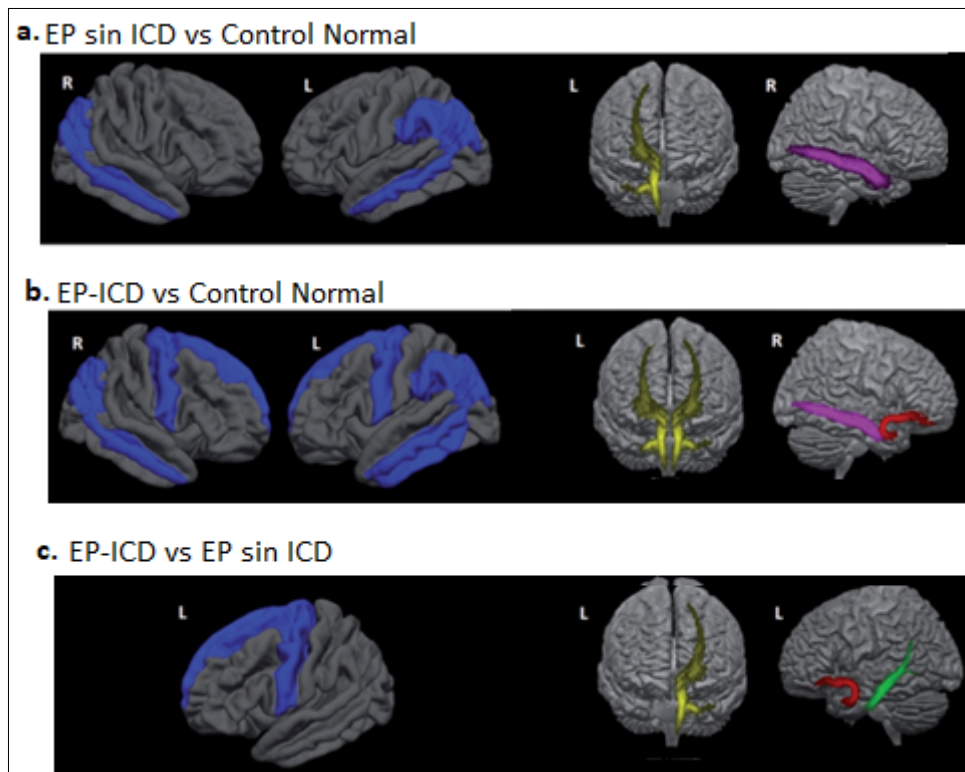 a. EP sin ICD vs Control Normal
R L L R
b. EP-ICD vs Control Normal
R L L R
c. EP-ICD vs EP sin ICD
L L L